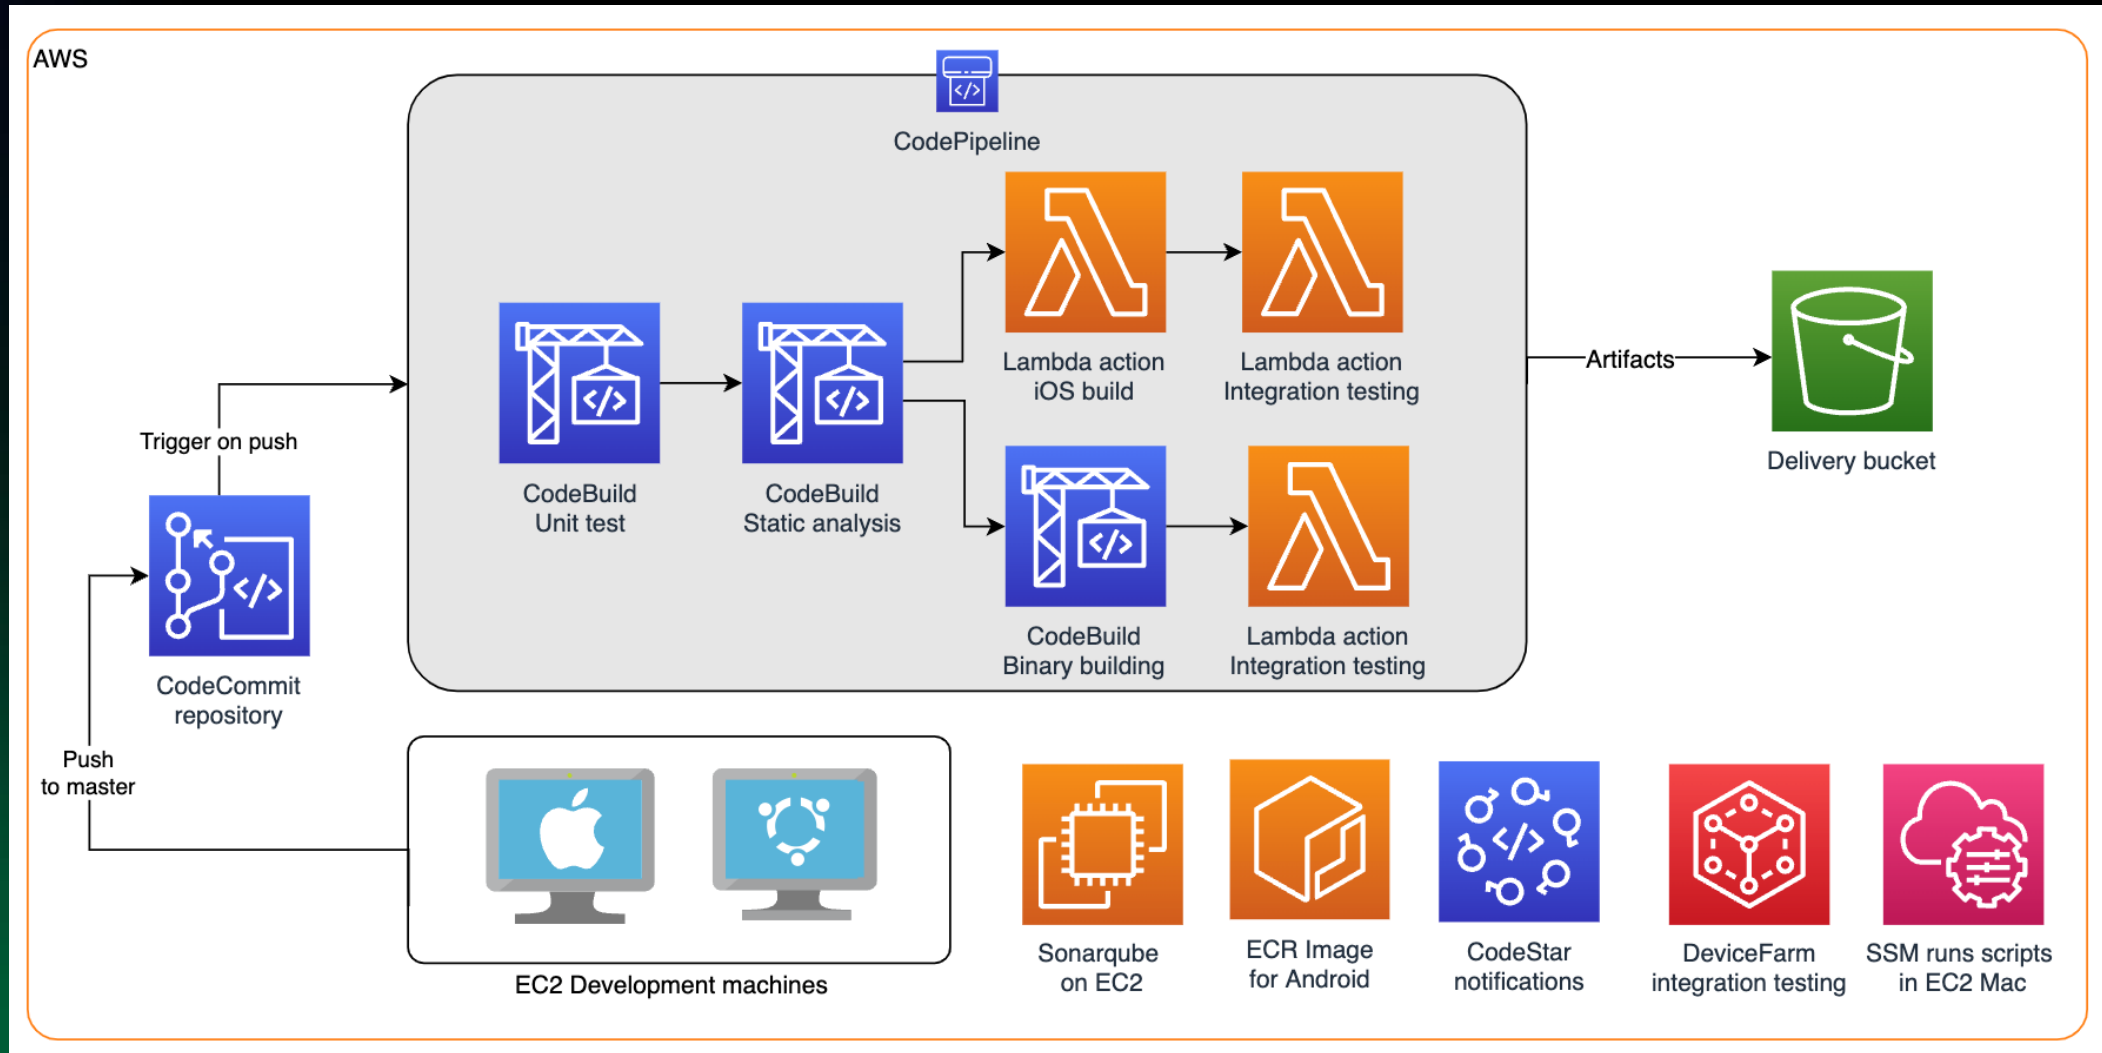 AWS
CodePipeline
Lambda action
iOS build
Lambda action
Integration testing
CodeBuild
Unit test
CodeBuild
Static analysis
CodeBuild
Binary building
Lambda action
Integration testing
Artifacts
Delivery bucket
Trigger on push
CodeCommit
repository
Push
to master
EC2 Development machines
Sonarqube
on EC2
ECR Image
for Android
CodeStar
notifications
DeviceFarm
integration testing
SSM runs scripts
in EC2 Mac